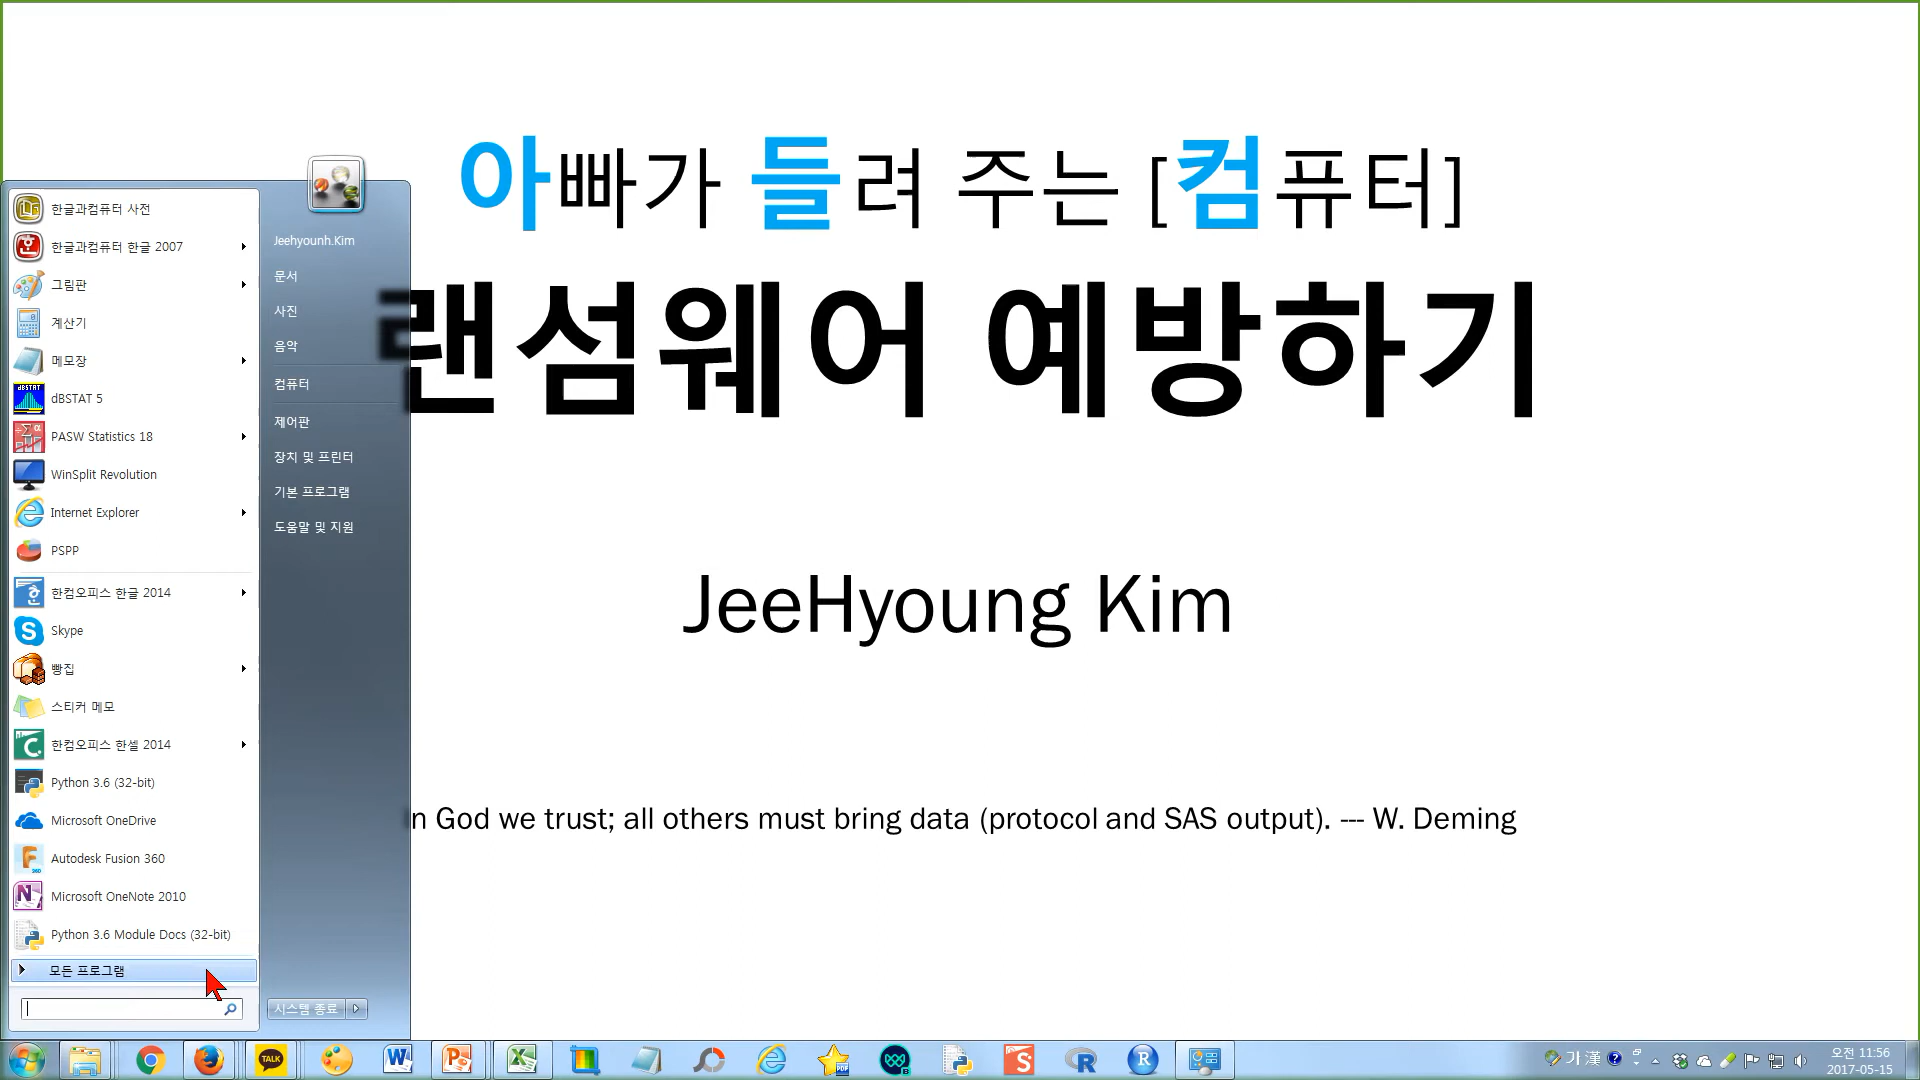 아빠가 들려 주는 [컴퓨터]
랜섬웨어 예방하기
JeeHyoung Kim
In God we trust; all others must bring data (protocol and SAS output). --- W. Deming
한글과컴퓨터 사전
한글과컴퓨터 한글 2007
그림판
계산기
메모장
dBSTAT 5
PASW Statistics 18
WinSplit Revolution
Internet Explorer
PSPP
한컴오피스 한글 2014
Skype
빵집
스티커 메모
한컴오피스 한셀 2014
Python 3.6 (32-bit)
Microsoft OneDrive
Autodesk Fusion 360
Microsoft OneNote 2010
Python 3.6 Module Docs (32-bit)
모든 프로그램
Jeehyounh.Kim
문서
사진
음악
컴퓨터
제어판
장치 및 프린터
기본 프로그램
도움말 및 지원
시스템 종료
TALK
가 漢
오전 11:56
2017-05-15